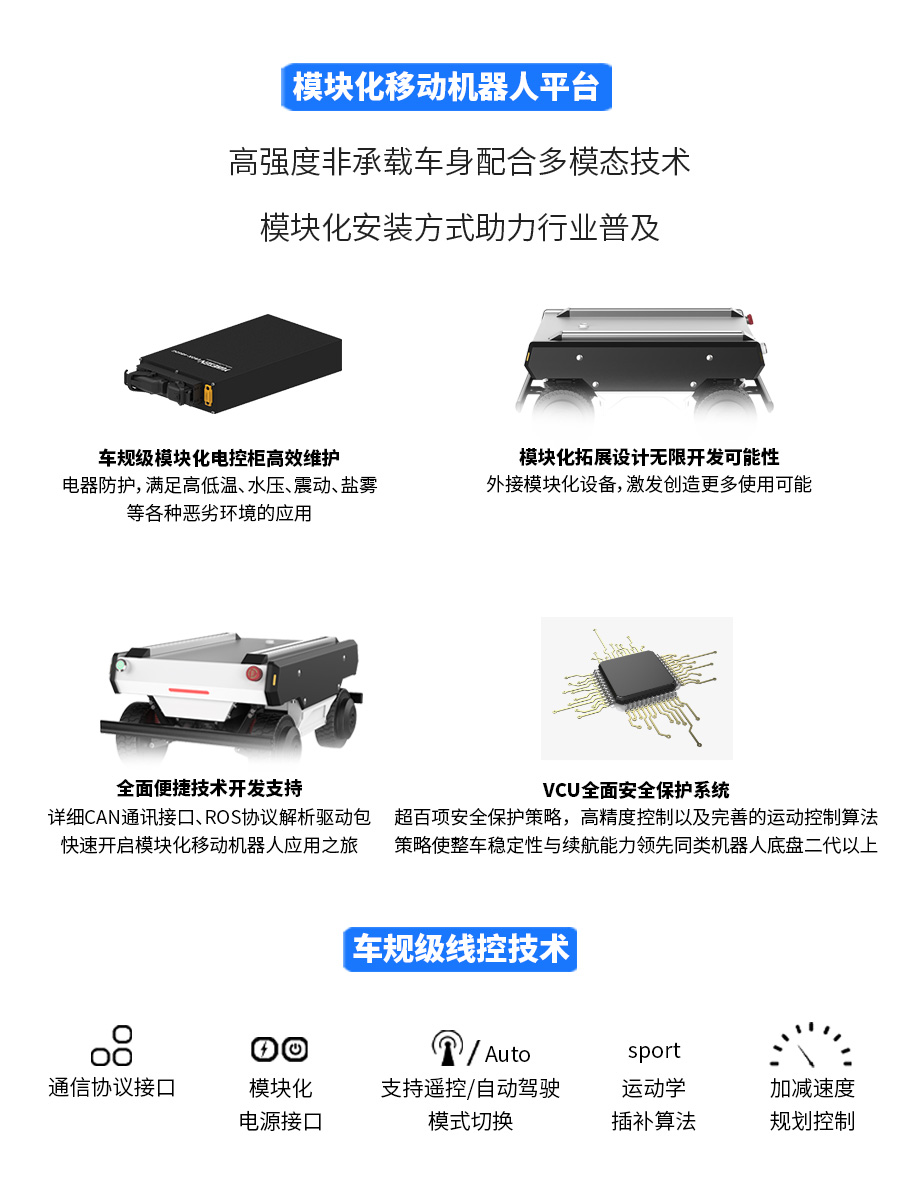 模块化移动机器人平台
高强度非承载车身配合多模态技术
模块化安装方式助力行业普及
车规级模块化电控柜高效维护
电器防护,满足高低温、水压、震动、盐雾
等各种恶劣环境的应用
模块化拓展设计无限开发可能性
外接模块化设备,激发创造更多使用可能
全面便捷技术开发支持
详细CAN通讯接口、ROS协议解析驱动包
快速开启模块化移动机器人应用之旅
VCU全面安全保护系统
超百项安全保护策略，高精度控制以及完善的运动控制算法
策略使整车稳定性与续航能力领先同类机器人底盘二代以上
车规级线控技术
通信协议接口
模块化
电源接口
/ Auto
支持遥控/自动驾驶
模式切换
sport
运动学
插补算法
加减速度
规划控制